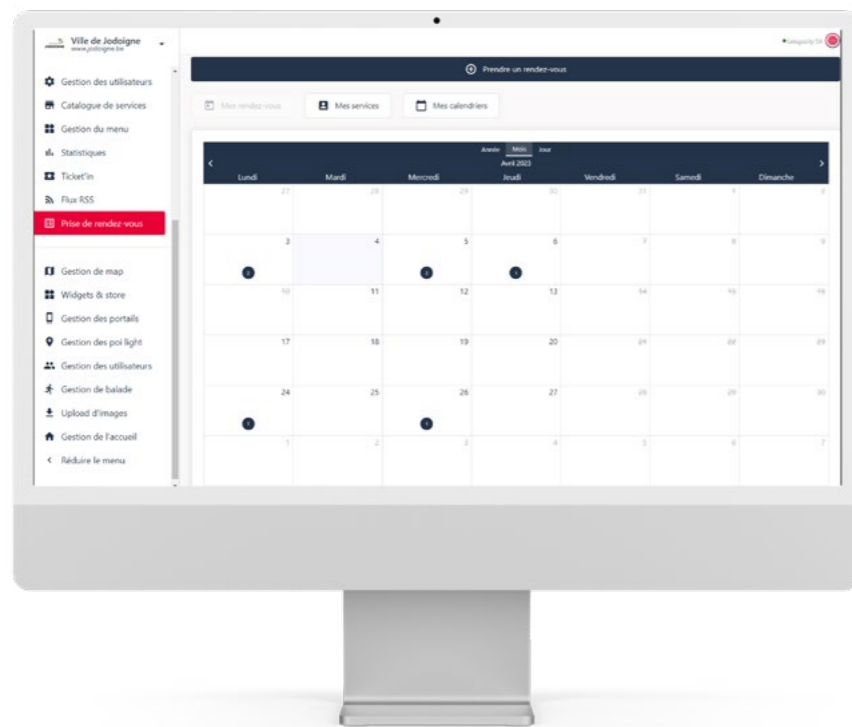 Ville de Jodoigne
www.jodoigne.be
Gestion des utilisateurs
Catalogue de services
Gestion du menu
Statistiques
Ticket'in
Flux RSS
Prise de rendez-vous
Gestion de map
Widgets & store
Gestion des portails
Gestion des poi light
Gestion des utilisateurs
Gestion de balade
Upload d'images
Gestion de l'accueil
Réduire le menu
Prendre un rendez-vous
Mes rendez-vous Mes services Mes calendriers
Année Mois Jour
Avril 2023
Lundi Mardi Mercredi Jeudi Vendredi Samedi Dimanche
27 28 29 30 31 1 2
3 4 5 6 7 8 9
10 11 12 13 14 15 16
17 18 19 20 21 22 23
24 25 26 27 28 29 30
1 2 3 4 5 6 7